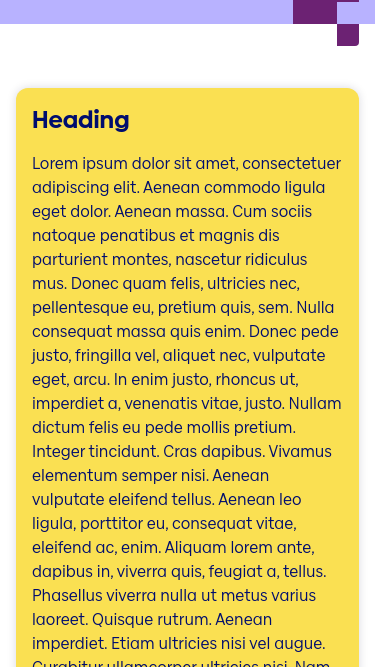 Heading
Lorem ipsum dolor sit amet, consectetuer
adipiscing elit. Aenean commodo ligula
eget dolor. Aenean massa. Cum sociis
natoque penatibus et magnis dis
parturient montes, nascetur ridiculus
mus. Donec quam felis, ultricies nec,
pellentesque eu, pretium quis, sem. Nulla
consequat massa quis enim. Donec pede
justo, fringilla vel, aliquet nec, vulputate
eget, arcu. In enim justo, rhoncus ut,
imperdiet a, venenatis vitae, justo. Nullam
dictum felis eu pede mollis pretium.
Integer tincidunt. Cras dapibus. Vivamus
elementum semper nisi. Aenean
vulputate eleifend tellus. Aenean leo
ligula, porttitor eu, consequat vitae,
eleifend ac, enim. Aliquam lorem ante,
dapibus in, viverra quis, feugiat a, tellus.
Phasellus viverra nulla ut metus varius
laoreet. Quisque rutrum. Aenean
imperdiet. Etiam ultricies nisi vel augue.
Curabitur ullamcorper ultricies nisi. Nam